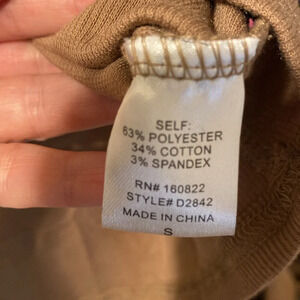 SELF:
63% POLYESTER
34% COTTON
3% SPANDEX
RN# 160822
STYLE# D2842
MADE IN CHINA
S